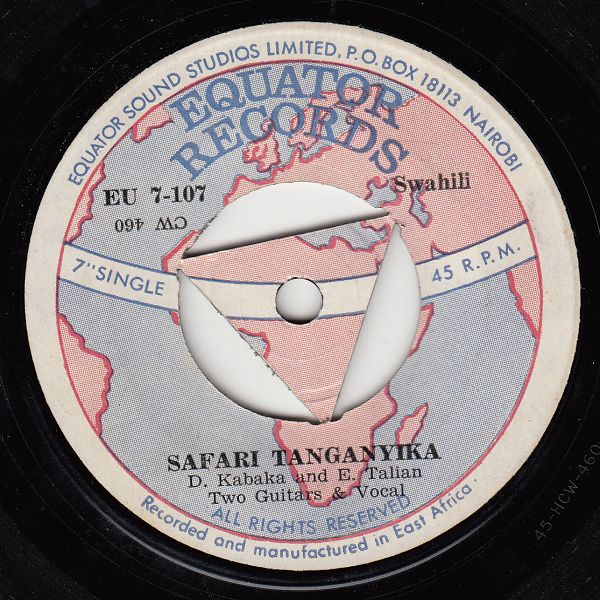 EQUATOR SOUND STUDIOS LIMITED, P.O. BOX 18113 NAIROBI
EQUATOR
RECORDS
EU 7-107
Swahili
CW 460
7" SINGLE
45 R.P.M.
SAFARI TANGANYIKA
D. Kabaka and E. Talian
Two Guitars & Vocal
ALL RIGHTS RESERVED
Recorded and manufactured in East Africa.
45-HCW-460